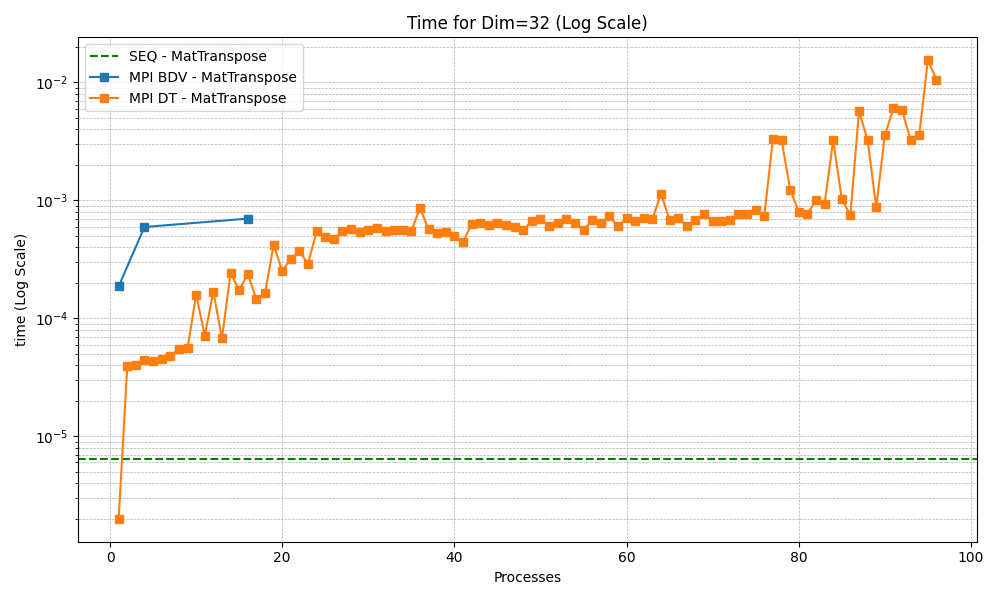 Time for Dim=32 (Log Scale)
SEQ - MatTranspose
MPI BDV - MatTranspose
MPI DT - MatTranspose
time (Log Scale)
10⁻²
10⁻³
10⁻⁴
10⁻⁵
0 20 40 60 80 100
Processes